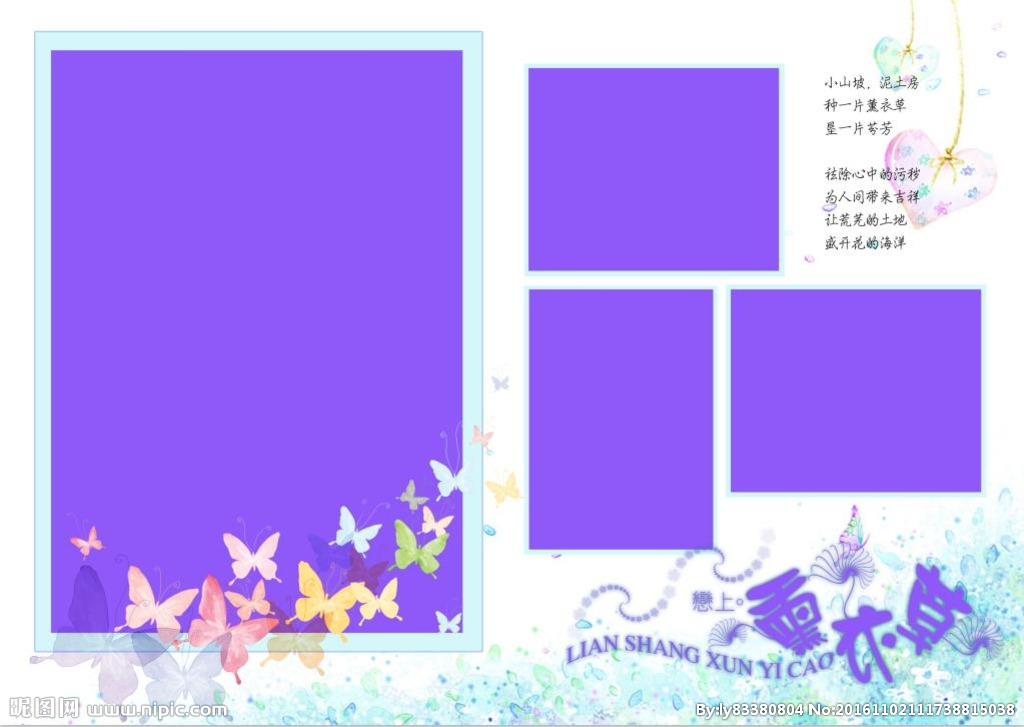 小山坡，泥土房
种一片薰衣草
垦一片芬芳
祛除心中的污秽
为人间带来吉祥
让荒芜的土地
盛开花的海洋
戀上。
薰衣草
LIAN SHANG XUN YI CAO
昵图网 www.nipic.com
By:ly83380804 No:20161102111738815038